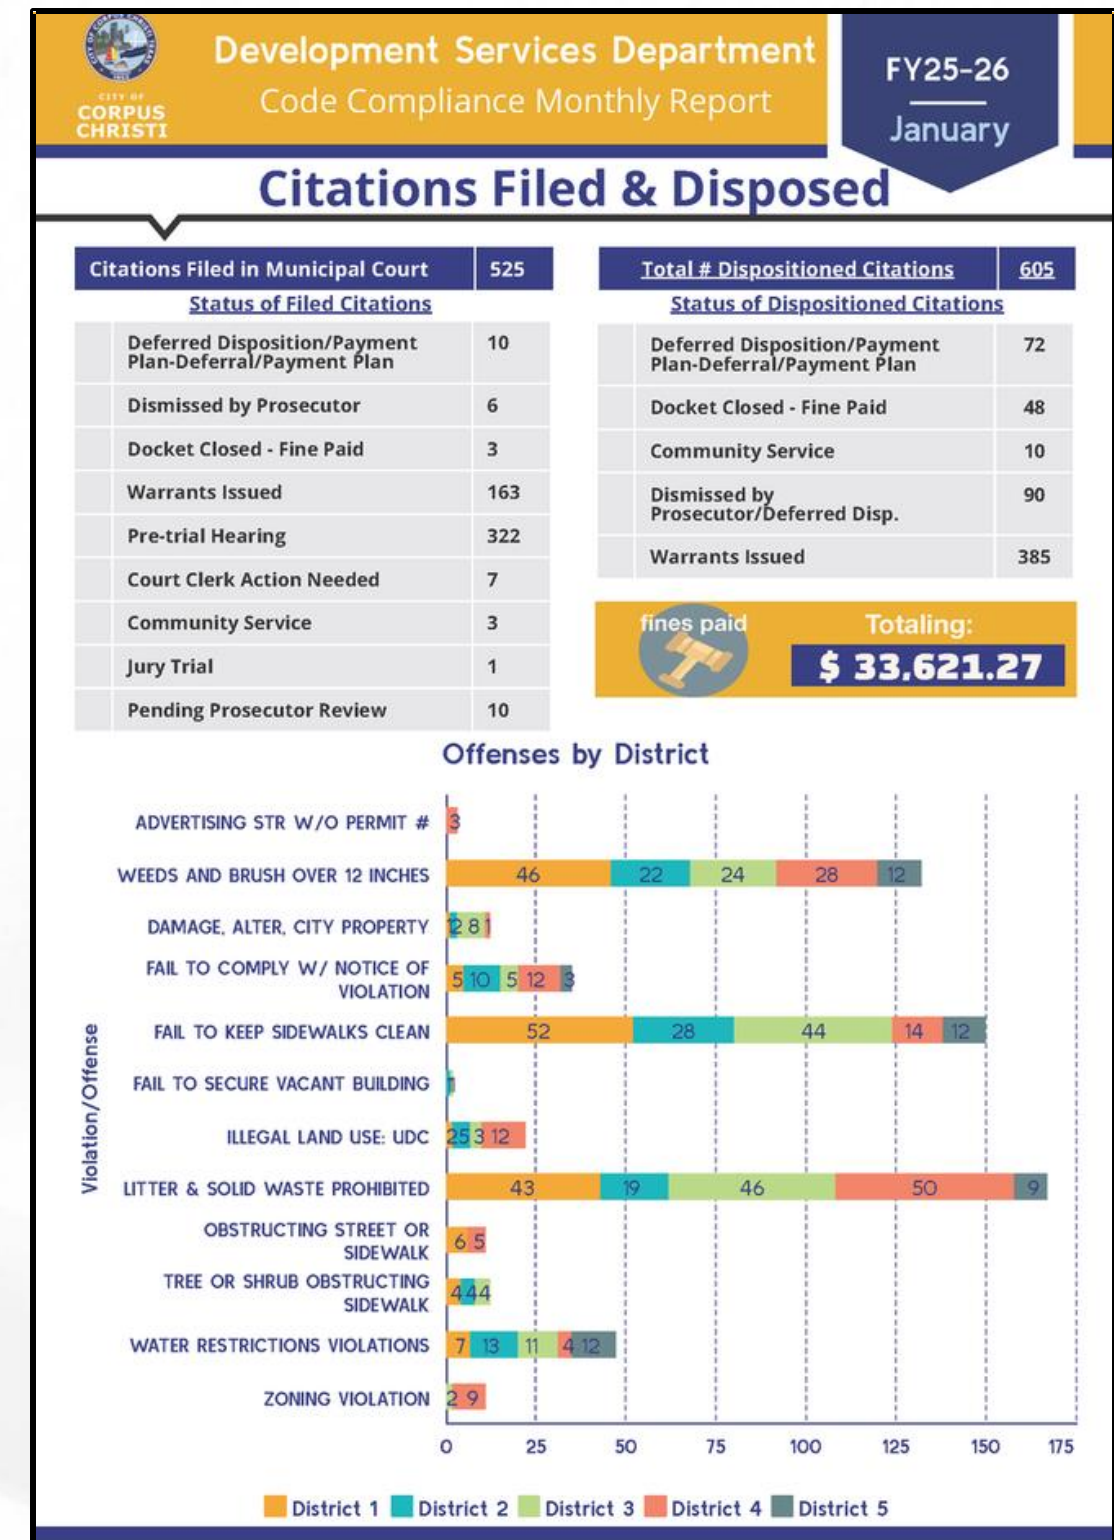 CITY OF CORPUS CHRISTI TEXAS
1852
CITY OF
CORPUS
CHRISTI
Development Services Department
Code Compliance Monthly Report
FY25-26
January
Citations Filed & Disposed
Citations Filed in Municipal Court 525
Status of Filed Citations
Deferred Disposition/Payment
Plan-Deferral/Payment Plan 10
Dismissed by Prosecutor 6
Docket Closed - Fine Paid 3
Warrants Issued 163
Pre-trial Hearing 322
Court Clerk Action Needed 7
Community Service 3
Jury Trial 1
Pending Prosecutor Review 10
Total # Dispositioned Citations 605
Status of Dispositioned Citations
Deferred Disposition/Payment
Plan-Deferral/Payment Plan 72
Docket Closed - Fine Paid 48
Community Service 10
Dismissed by
Prosecutor/Deferred Disp. 90
Warrants Issued 385
fines paid
Totaling:
$ 33,621.27
Offenses by District
Violation/Offense
ADVERTISING STR W/O PERMIT # 3
WEEDS AND BRUSH OVER 12 INCHES 46 22 24 28 12
DAMAGE, ALTER, CITY PROPERTY 1 2 8 1
FAIL TO COMPLY W/ NOTICE OF
VIOLATION 5 10 5 12 3
FAIL TO KEEP SIDEWALKS CLEAN 52 28 44 14 12
FAIL TO SECURE VACANT BUILDING
ILLEGAL LAND USE: UDC 2 5 3 12
LITTER & SOLID WASTE PROHIBITED 43 19 46 50 9
OBSTRUCTING STREET OR
SIDEWALK 6 5
TREE OR SHRUB OBSTRUCTING
SIDEWALK 4 4 4
WATER RESTRICTIONS VIOLATIONS 7 13 11 4 12
ZONING VIOLATION 2 9
0 25 50 75 100 125 150 175
District 1 District 2 District 3 District 4 District 5